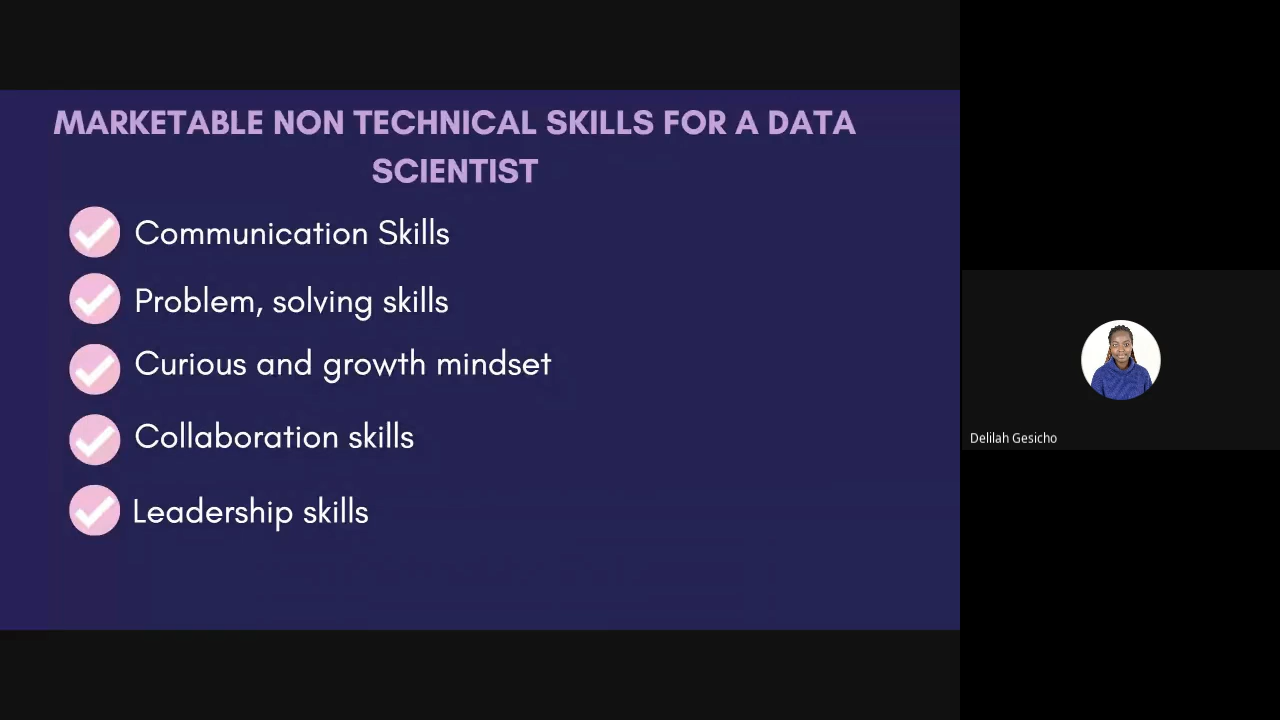 MARKETABLE NON TECHNICAL SKILLS FOR A DATA
SCIENTIST
Communication Skills
Problem, solving skills
Curious and growth mindset
Collaboration skills
Leadership skills
Delilah Gesicho